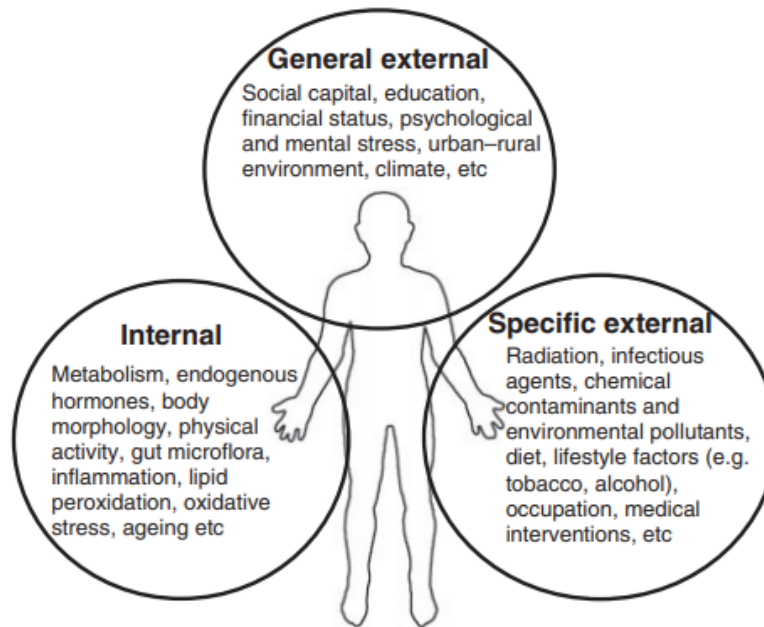 General external
Social capital, education,
financial status, psychological
and mental stress, urban–rural
environment, climate, etc
Internal
Metabolism, endogenous
hormones, body
morphology, physical
activity, gut microflora,
inflammation, lipid
peroxidation, oxidative
stress, ageing etc
Specific external
Radiation, infectious
agents, chemical
contaminants and
environmental pollutants,
diet, lifestyle factors (e.g.
tobacco, alcohol),
occupation, medical
interventions, etc